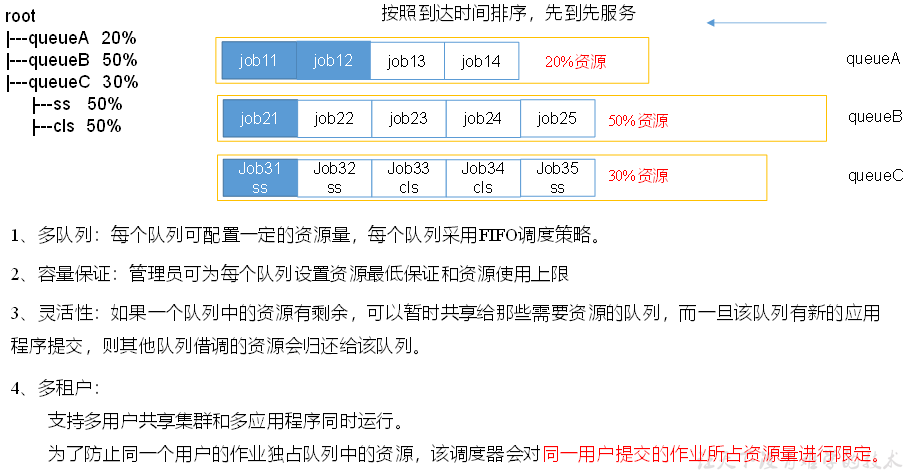 root
|---queueA 20%
|---queueB 50%
|---queueC 30%
|---ss 50%
|---cls 50%
按照到达时间排序，先到先服务
job11 job12 job13 job14 20%资源 queueA
job21 job22 job23 job24 job25 50%资源 queueB
Job31 Job32 Job33 Job34 Job35 30%资源 queueC
ss ss cls cls ss
1、多队列：每个队列可配置一定的资源量，每个队列采用FIFO调度策略。
2、容量保证：管理员可为每个队列设置资源最低保证和资源使用上限
3、灵活性：如果一个队列中的资源有剩余，可以暂时共享给那些需要资源的队列，而一旦该队列有新的应用
程序提交，则其他队列借调的资源会归还给该队列。
4、多租户：
支持多用户共享集群和多应用程序同时运行。
为了防止同一个用户的作业独占队列中的资源，该调度器会对同一用户提交的作业所占资源量进行限定。